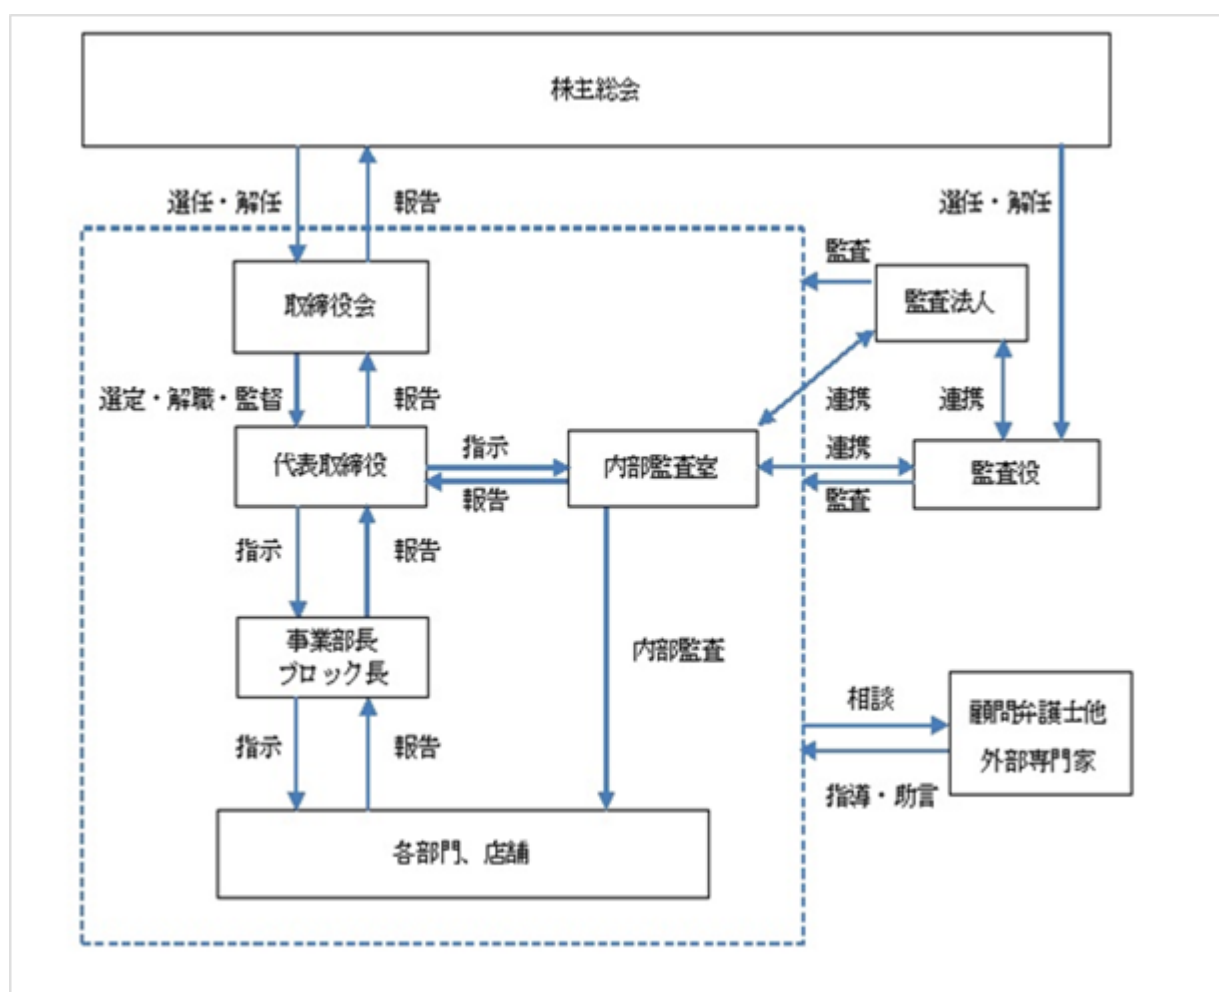 株主総会
選任・解任
報告
選任・解任
監査
監査法人
取締役会
選定・解職・監督
報告
連携
連携
代表取締役
指示
報告
内部監査室
連携
監査
監査役
指示
報告
事業部長
ブロック長
内部監査
指示
報告
相談
顧問弁護士他
外部専門家
指導・助言
各部門、店舗